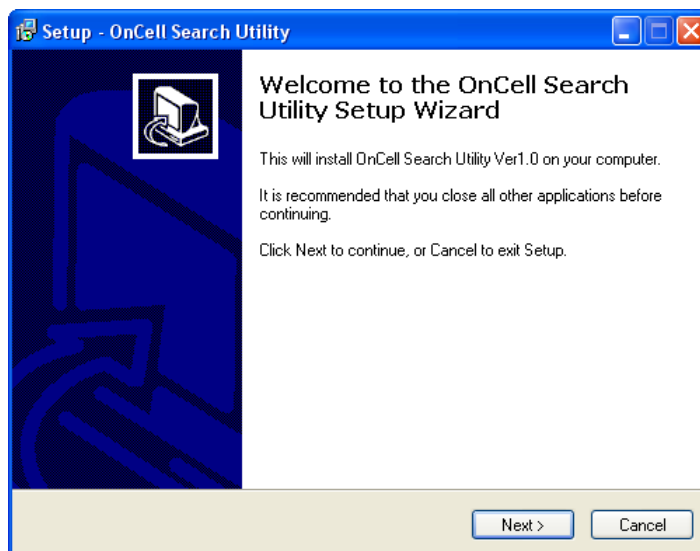 Setup - OnCell Search Utility
Welcome to the OnCell Search
Utility Setup Wizard
This will install OnCell Search Utility Ver1.0 on your computer.
It is recommended that you close all other applications before
continuing.
Click Next to continue, or Cancel to exit Setup.
Next >
Cancel